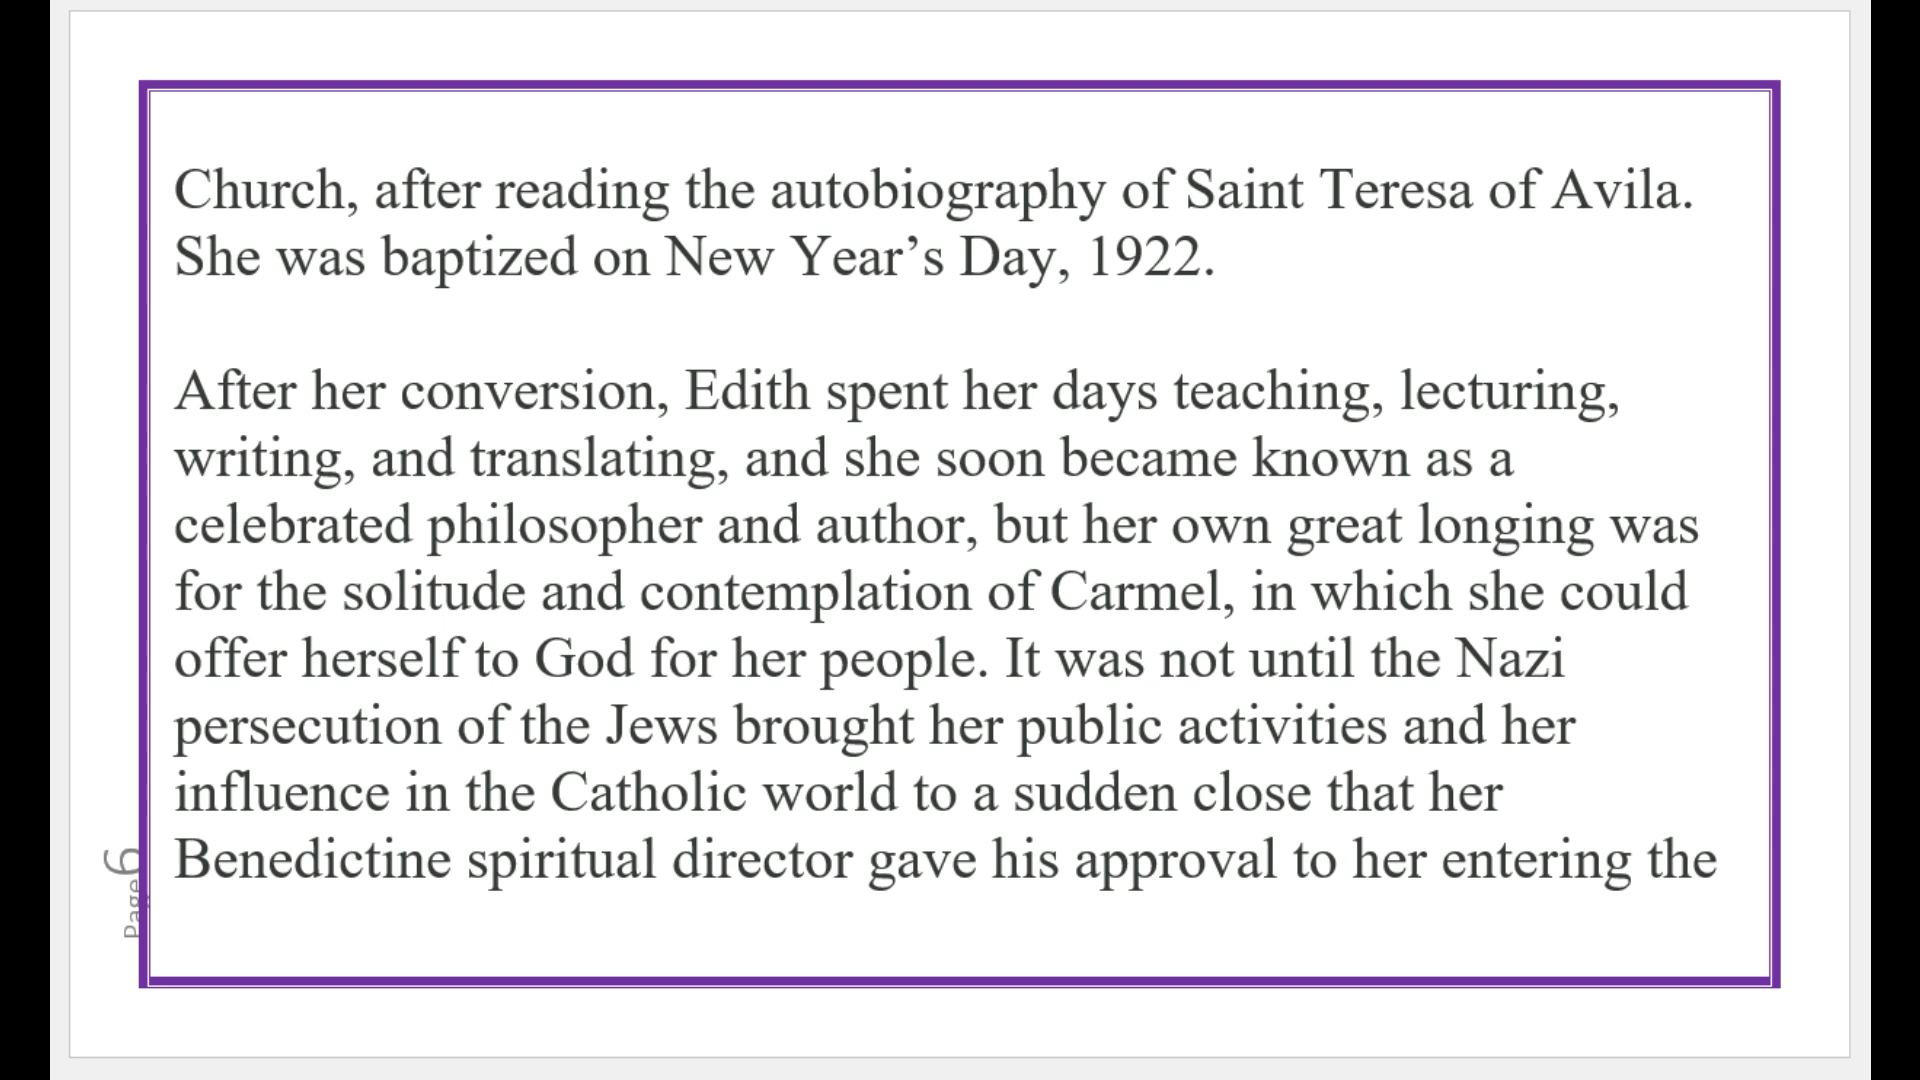 Church, after reading the autobiography of Saint Teresa of Avila.
She was baptized on New Year’s Day, 1922.
After her conversion, Edith spent her days teaching, lecturing,
writing, and translating, and she soon became known as a
celebrated philosopher and author, but her own great longing was
for the solitude and contemplation of Carmel, in which she could
offer herself to God for her people. It was not until the Nazi
persecution of the Jews brought her public activities and her
influence in the Catholic world to a sudden close that her
Benedictine spiritual director gave his approval to her entering the
Page 6